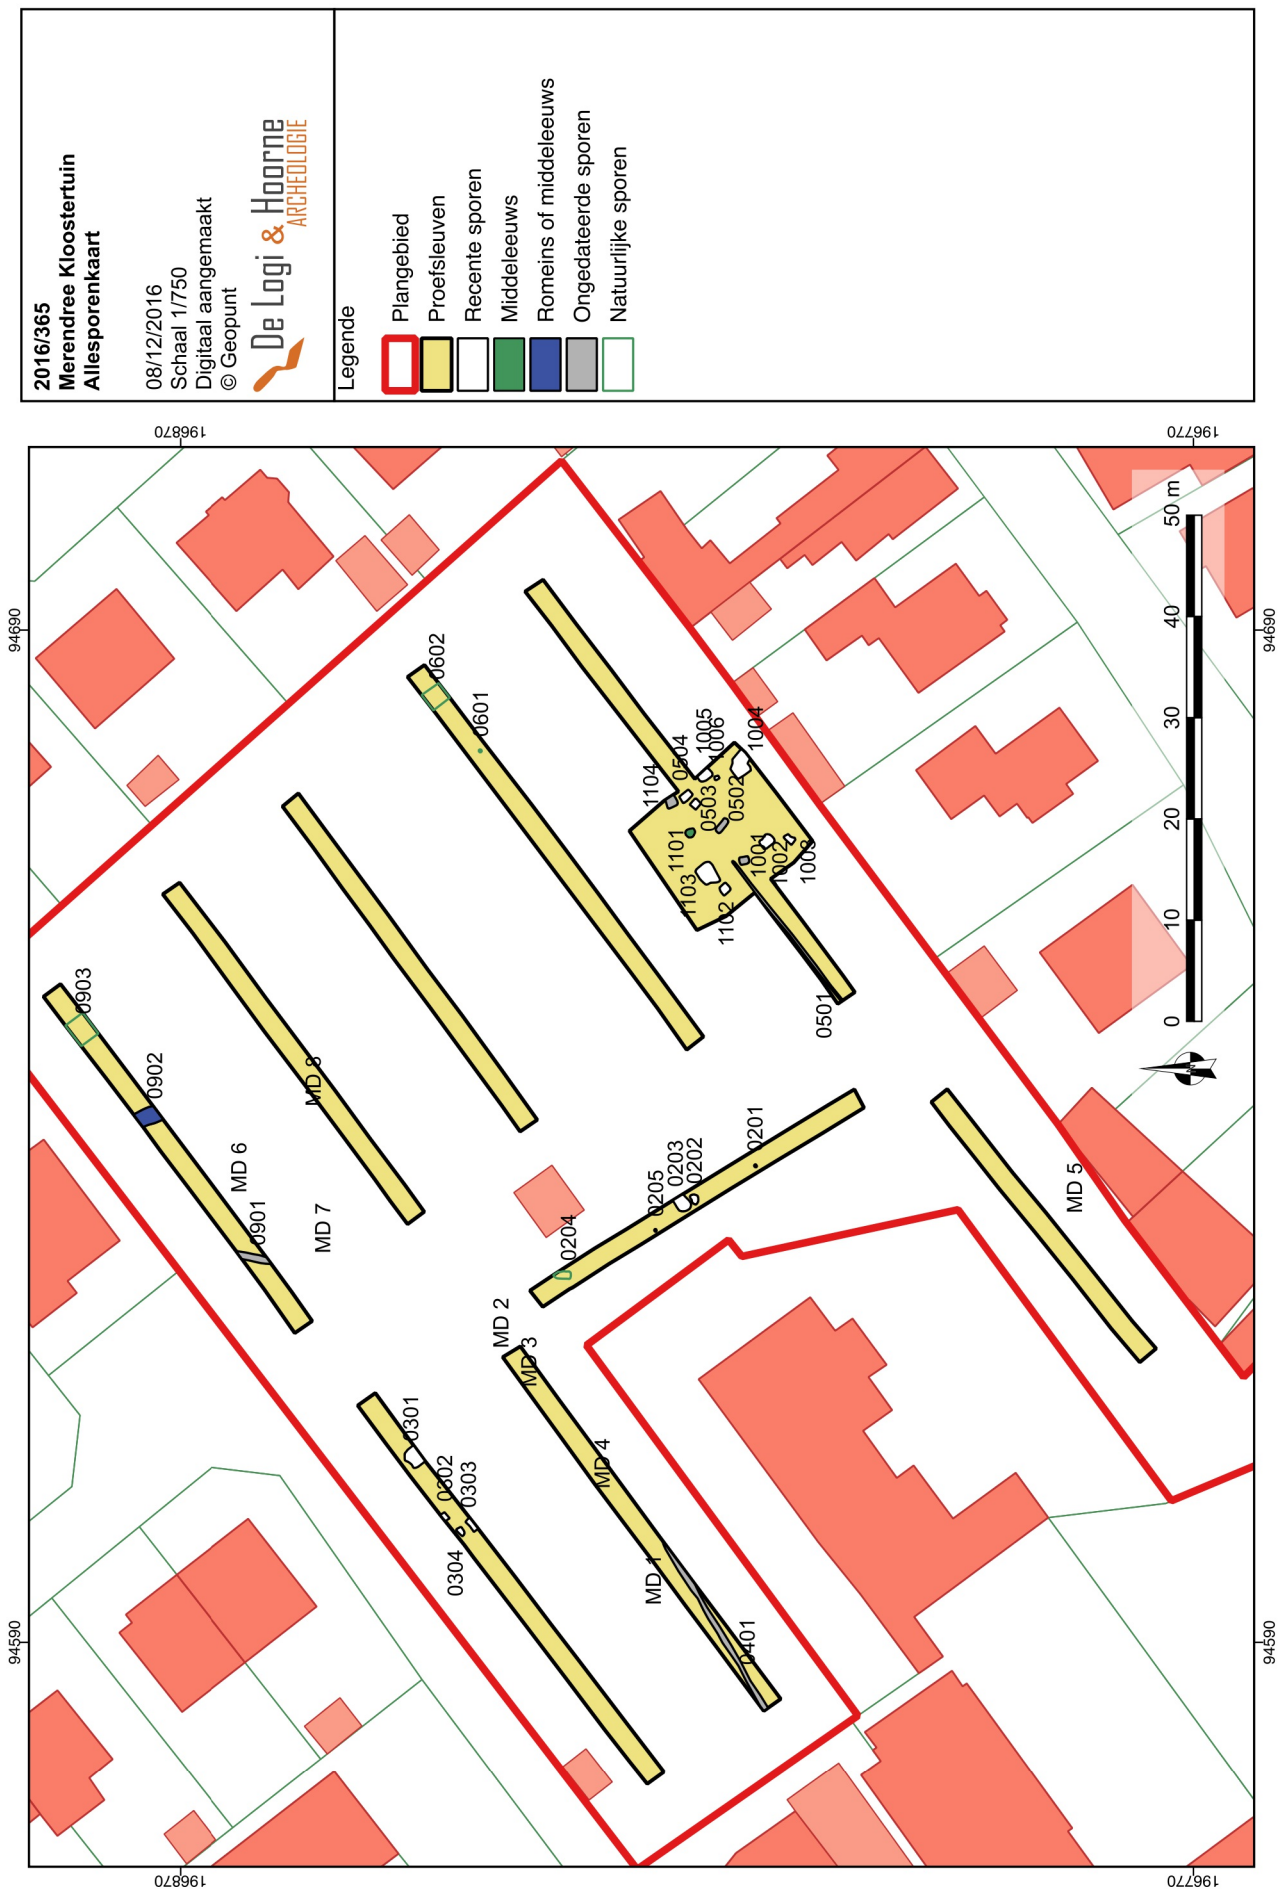 2016/365
Merendree Kloostertuin
Allesporenkaart
08/12/2016
Schaal 1/750
Digitaal aangemaakt
© Geopunt
De Logi & Hoorne
ARCHEOLOGIE
Legende
Plangebied
Proefsleuven
Recente sporen
Middeleeuws
Romeins of middeleeuws
Ongedateerde sporen
Natuurlijke sporen
94590
94690
196870
196870
196770
196770
94590
94690
0903
0902
0901
MD 6
MD 7
MD 8
0602
0601
0301
0302
0303
0304
MD 2
MD 3
MD 4
MD 1
0401
0204
0205
0203
0202
0201
1104
0504
1005
1006
1004
0503
0502
1101
1103
1102
1001
1002
1003
0501
MD 5
0
10
20
30
40
50 m